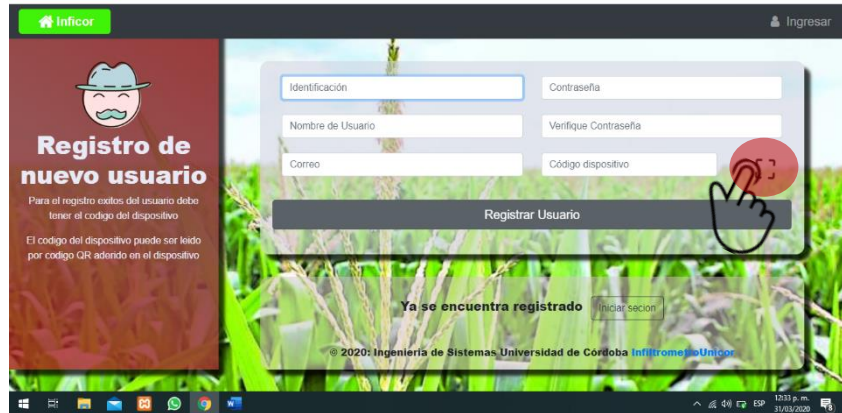 Inficor
Ingresar
Registro de
nuevo usuario
Para el registro exitos del usuario debe
tener el codigo del dispositivo
El codigo del dispositivo puede ser leido
por codigo QR aderido en el dispositivo
Identificación
Contraseña
Nombre de Usuario
Verifique Contraseña
Correo
Código dispositivo
Registrar Usuario
Ya se encuentra registrado
Iniciar secion
© 2020: Ingeniería de Sistemas Universidad de Córdoba InfiltrometroUnicor
ESP
12:33 p. m.
31/03/2020
8